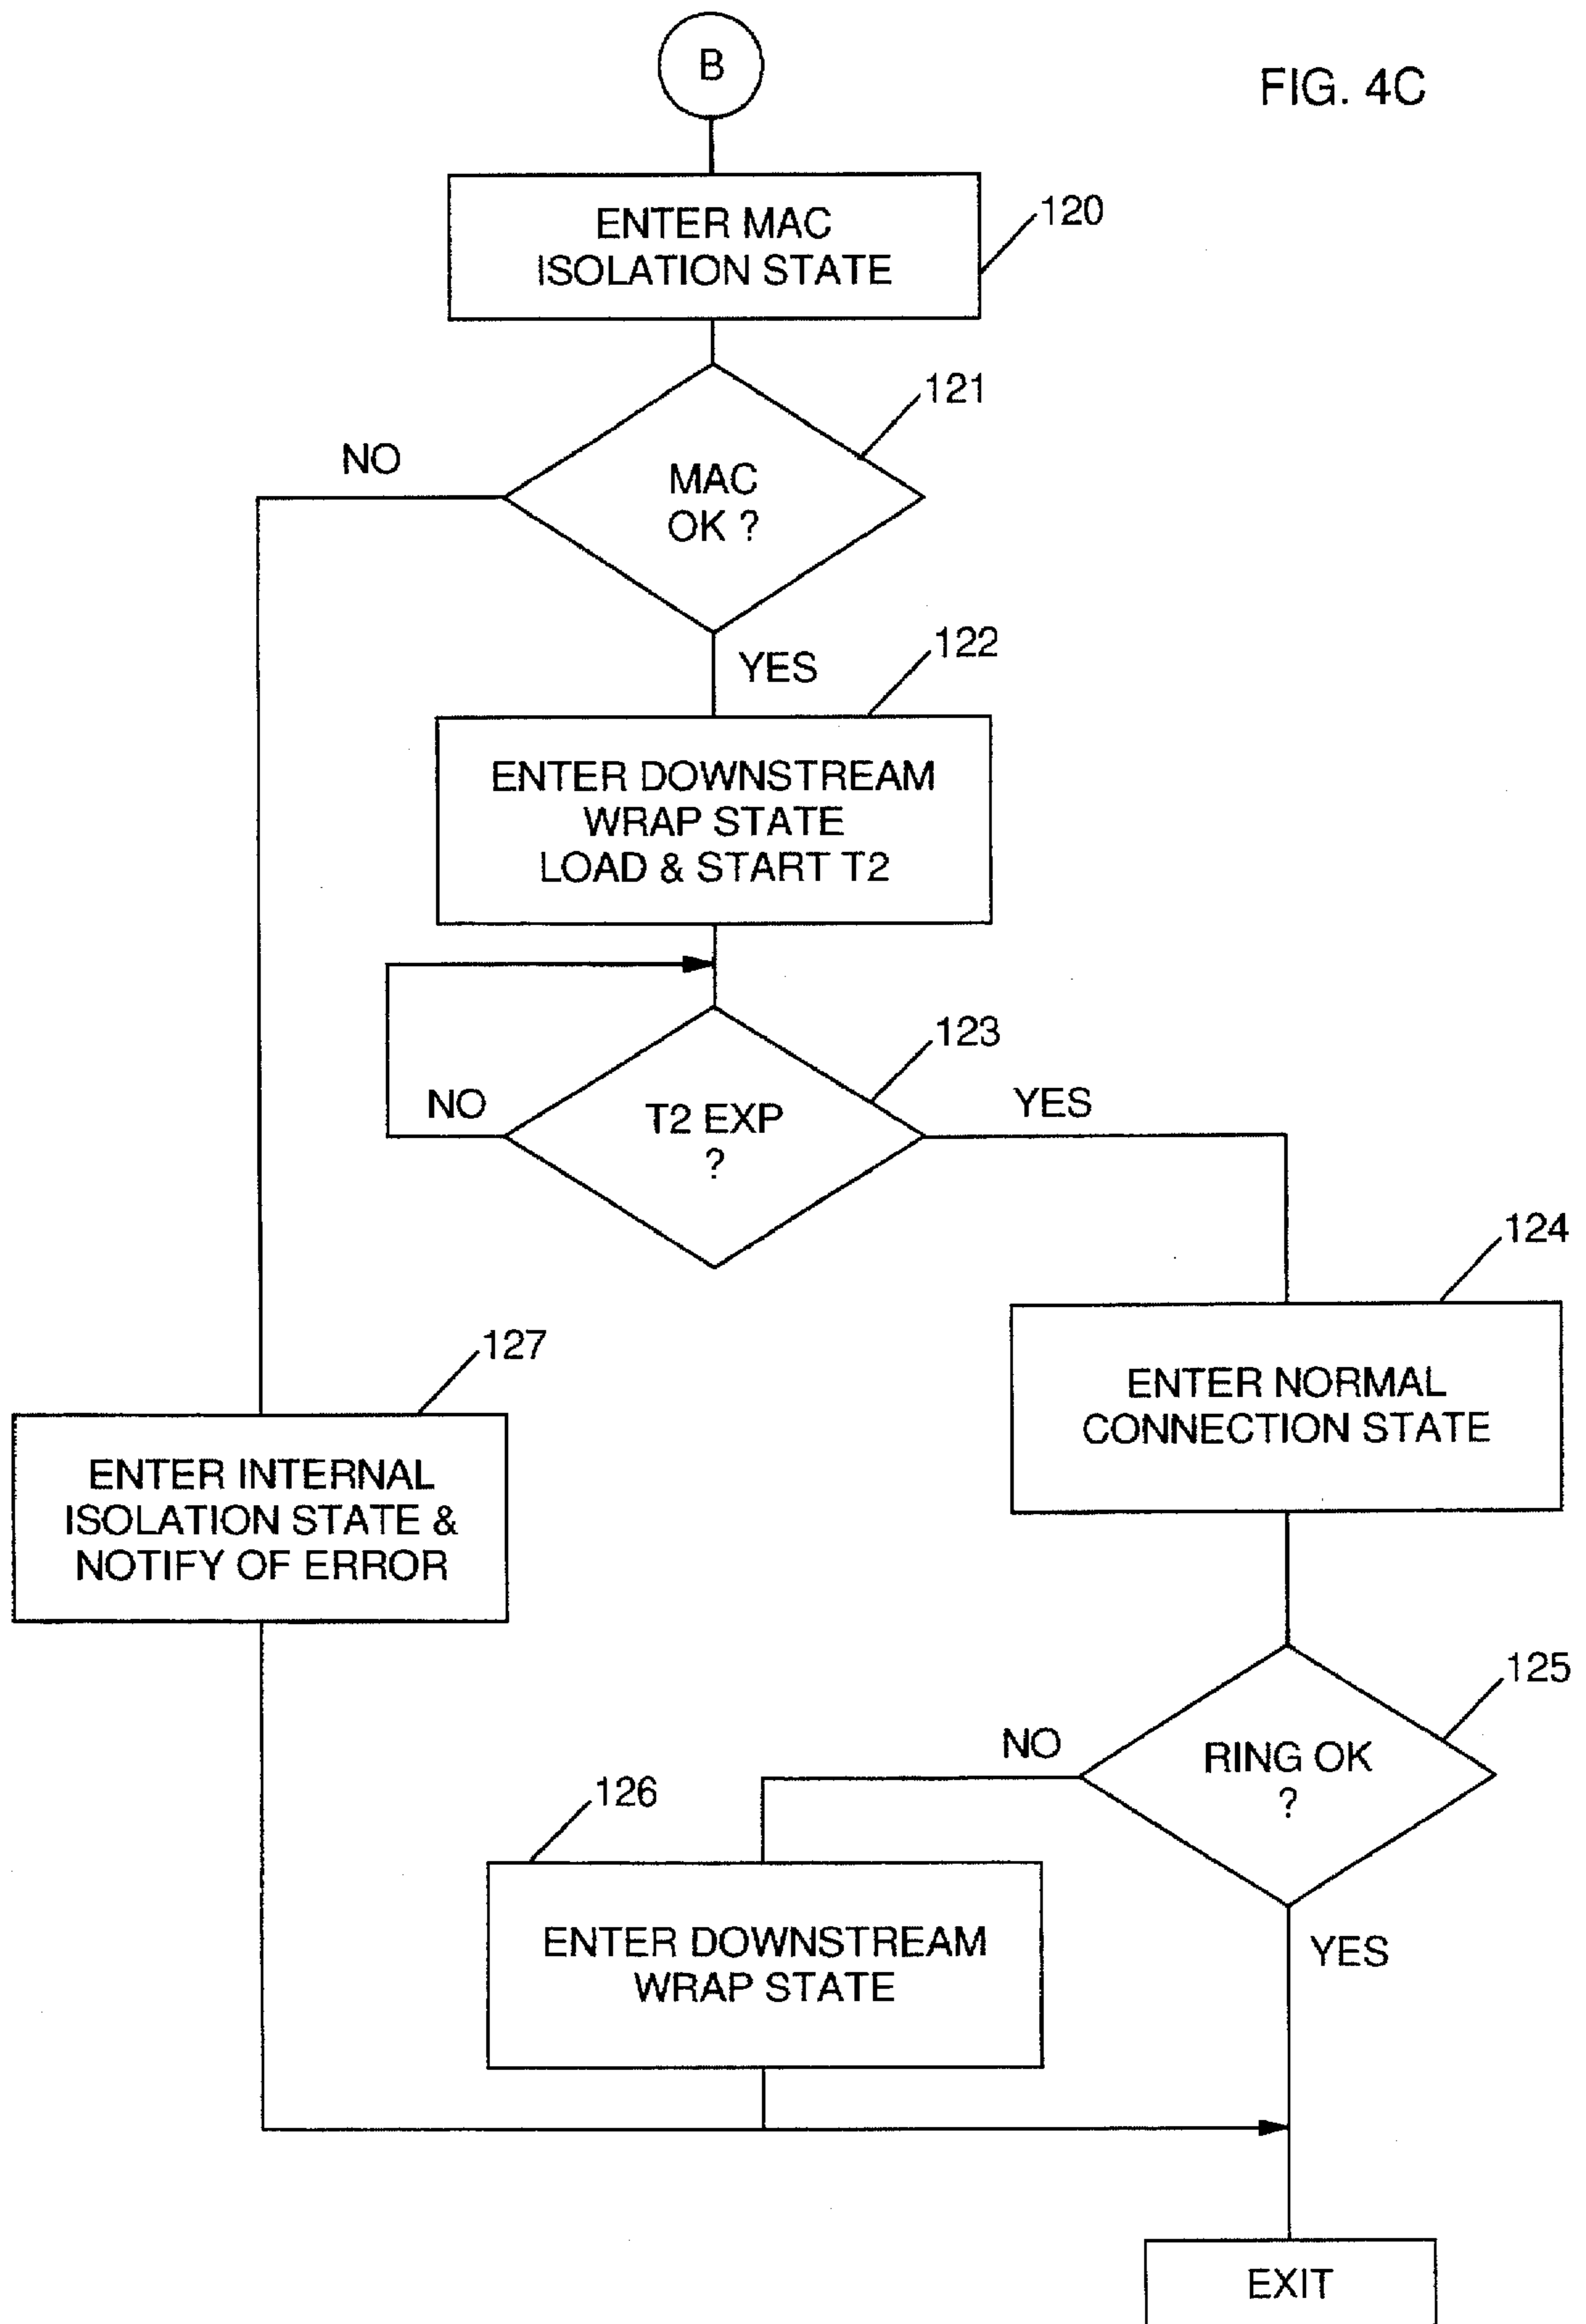 B
FIG. 4C
ENTER MAC
ISOLATION STATE
120
121
NO
MAC
OK ?
YES
122
ENTER DOWNSTREAM
WRAP STATE
LOAD & START T2
123
NO
T2 EXP
?
YES
124
ENTER NORMAL
CONNECTION STATE
127
ENTER INTERNAL
ISOLATION STATE &
NOTIFY OF ERROR
125
NO
RING OK
?
126
ENTER DOWNSTREAM
WRAP STATE
YES
EXIT